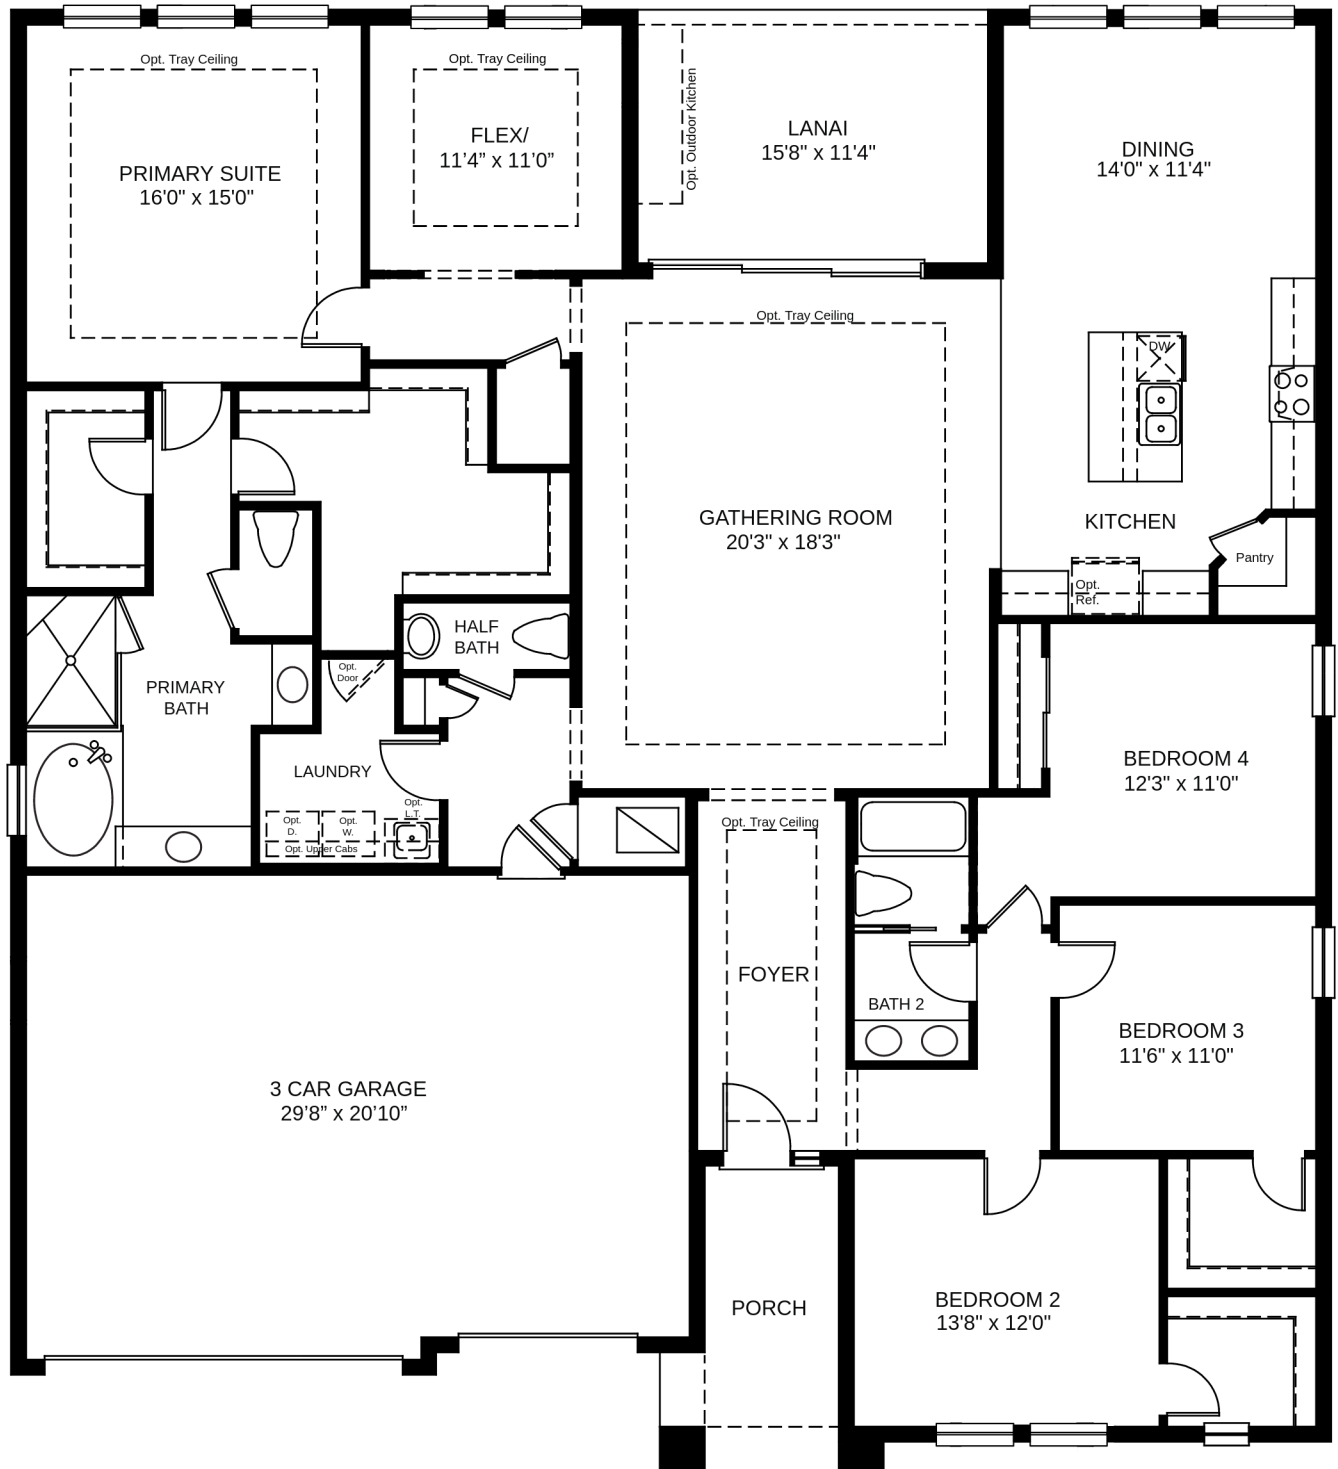 Opt. Tray Ceiling
PRIMARY SUITE
16'0" x 15'0"
Opt. Tray Ceiling
FLEX/
11’4” x 11’0”
Opt. Outdoor Kitchen
LANAI
15'8" x 11'4"
DINING
14'0" x 11'4"
Opt. Tray Ceiling
DW
GATHERING ROOM
20'3" x 18'3"
KITCHEN
Pantry
Opt.
Ref.
HALF
BATH
Opt.
Door
PRIMARY
BATH
LAUNDRY
Opt.
D.
Opt.
W.
Opt.
L.T.
Opt. Upper Cabs
BEDROOM 4
12'3" x 11'0"
Opt. Tray Ceiling
FOYER
BATH 2
BEDROOM 3
11'6" x 11'0"
3 CAR GARAGE
29’8” x 20’10”
PORCH
BEDROOM 2
13'8" x 12'0"